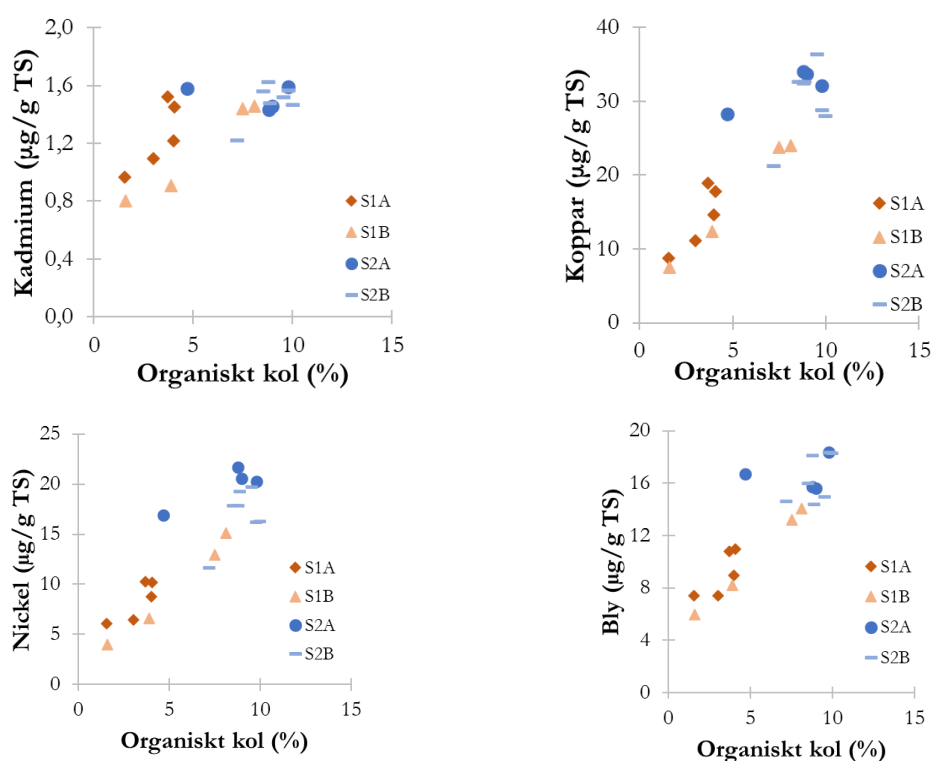 2,0
1,6
1,2
0,8
0,4
0,0
Kadmium (µg/g TS)
0 5 10 15
Organiskt kol (%)
S1A
S1B
S2A
S2B
40
30
20
10
0
Koppar (µg/g TS)
0 5 10 15
Organiskt kol (%)
S1A
S1B
S2A
S2B
25
20
15
10
5
0
Nickel (µg/g TS)
0 5 10 15
Organiskt kol (%)
S1A
S1B
S2A
S2B
20
16
12
8
4
0
Bly (µg/g TS)
0 5 10 15
Organiskt kol (%)
S1A
S1B
S2A
S2B